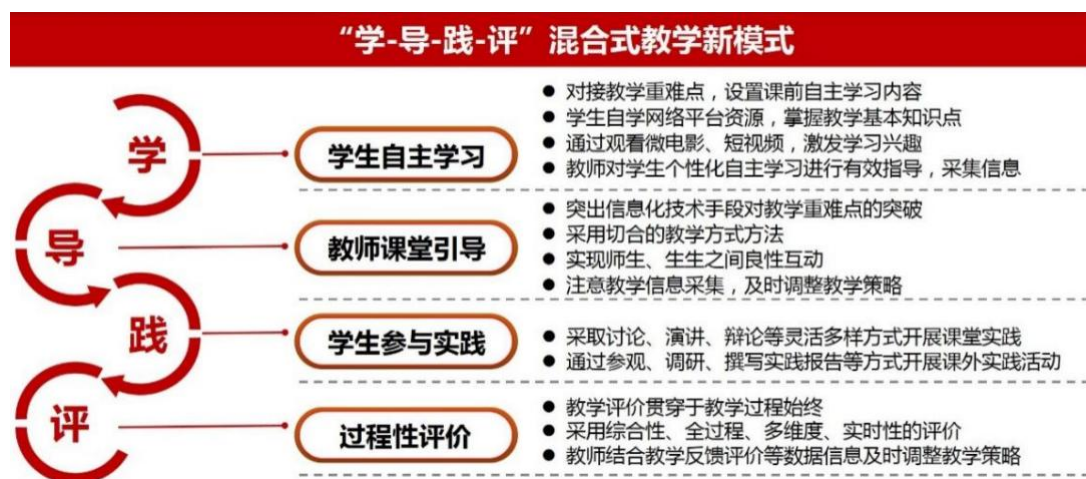 “学-导-践-评”混合式教学新模式
学
学生自主学习
● 对接教学重难点，设置课前自主学习内容
● 学生自学网络平台资源，掌握教学基本知识点
● 通过观看微电影、短视频，激发学习兴趣
● 教师对学生个性化自主学习进行有效指导，采集信息
导
教师课堂引导
● 突出信息化技术手段对教学重难点的突破
● 采用切合的教学方式方法
● 实现师生、生生之间良性互动
● 注意教学信息采集，及时调整教学策略
践
学生参与实践
● 采取讨论、演讲、辩论等灵活多样方式开展课堂实践
● 通过参观、调研、撰写实践报告等方式开展课外实践活动
评
过程性评价
● 教学评价贯穿于教学过程始终
● 采用综合性、全过程、多维度、实时性的评价
● 教师结合教学反馈评价等数据信息及时调整教学策略